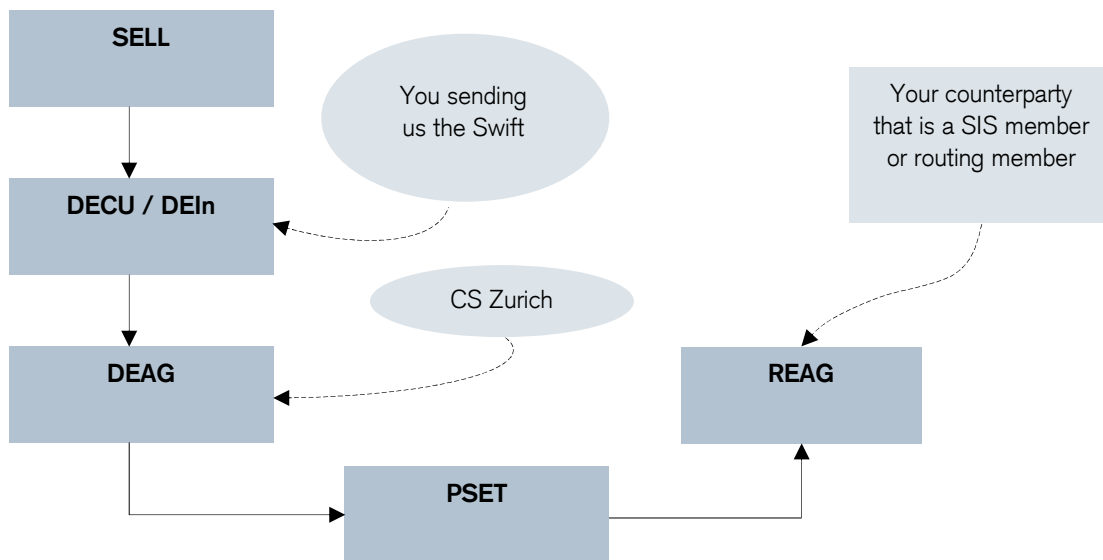 SELL
You sending
us the Swift
Your counterparty
that is a SIS member
or routing member
DECU / DEIn
CS Zurich
DEAG
REAG
PSET